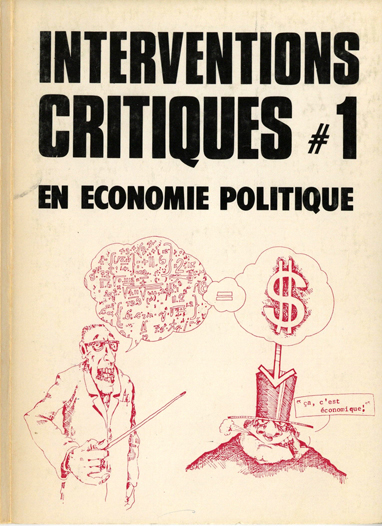 INTERVENTIONS
CRITIQUES # 1
EN ECONOMIE POLITIQUE
=
$
" ça, c'est
économique;"